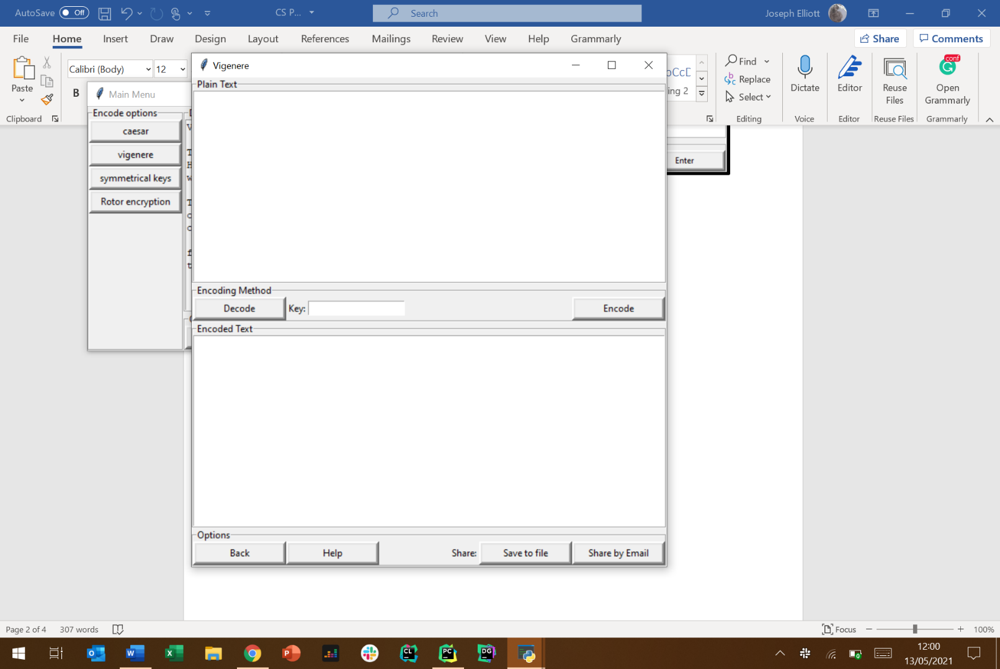 AutoSave Off CS P... Search Joseph Elliott
File Home Insert Draw Design Layout References Mailings Review View Help Grammarly Share Comments
Calibri (Body) 12
Paste
B
Clipboard
ing 2
Find
Replace
Select
Editing
Dictate
Voice
Editor
Editor
Reuse
Files
Reuse Files
conf
Open
Grammarly
Grammarly
Main Menu
Encode options
caesar
vigenere
symmetrical keys
Rotor encryption
Vigenere
Plain Text
Encoding Method
Decode Key: Encode
Encoded Text
Options
Back Help Share: Save to file Share by Email
Enter
Page 2 of 4 307 words Focus 100%
12:00
13/05/2021